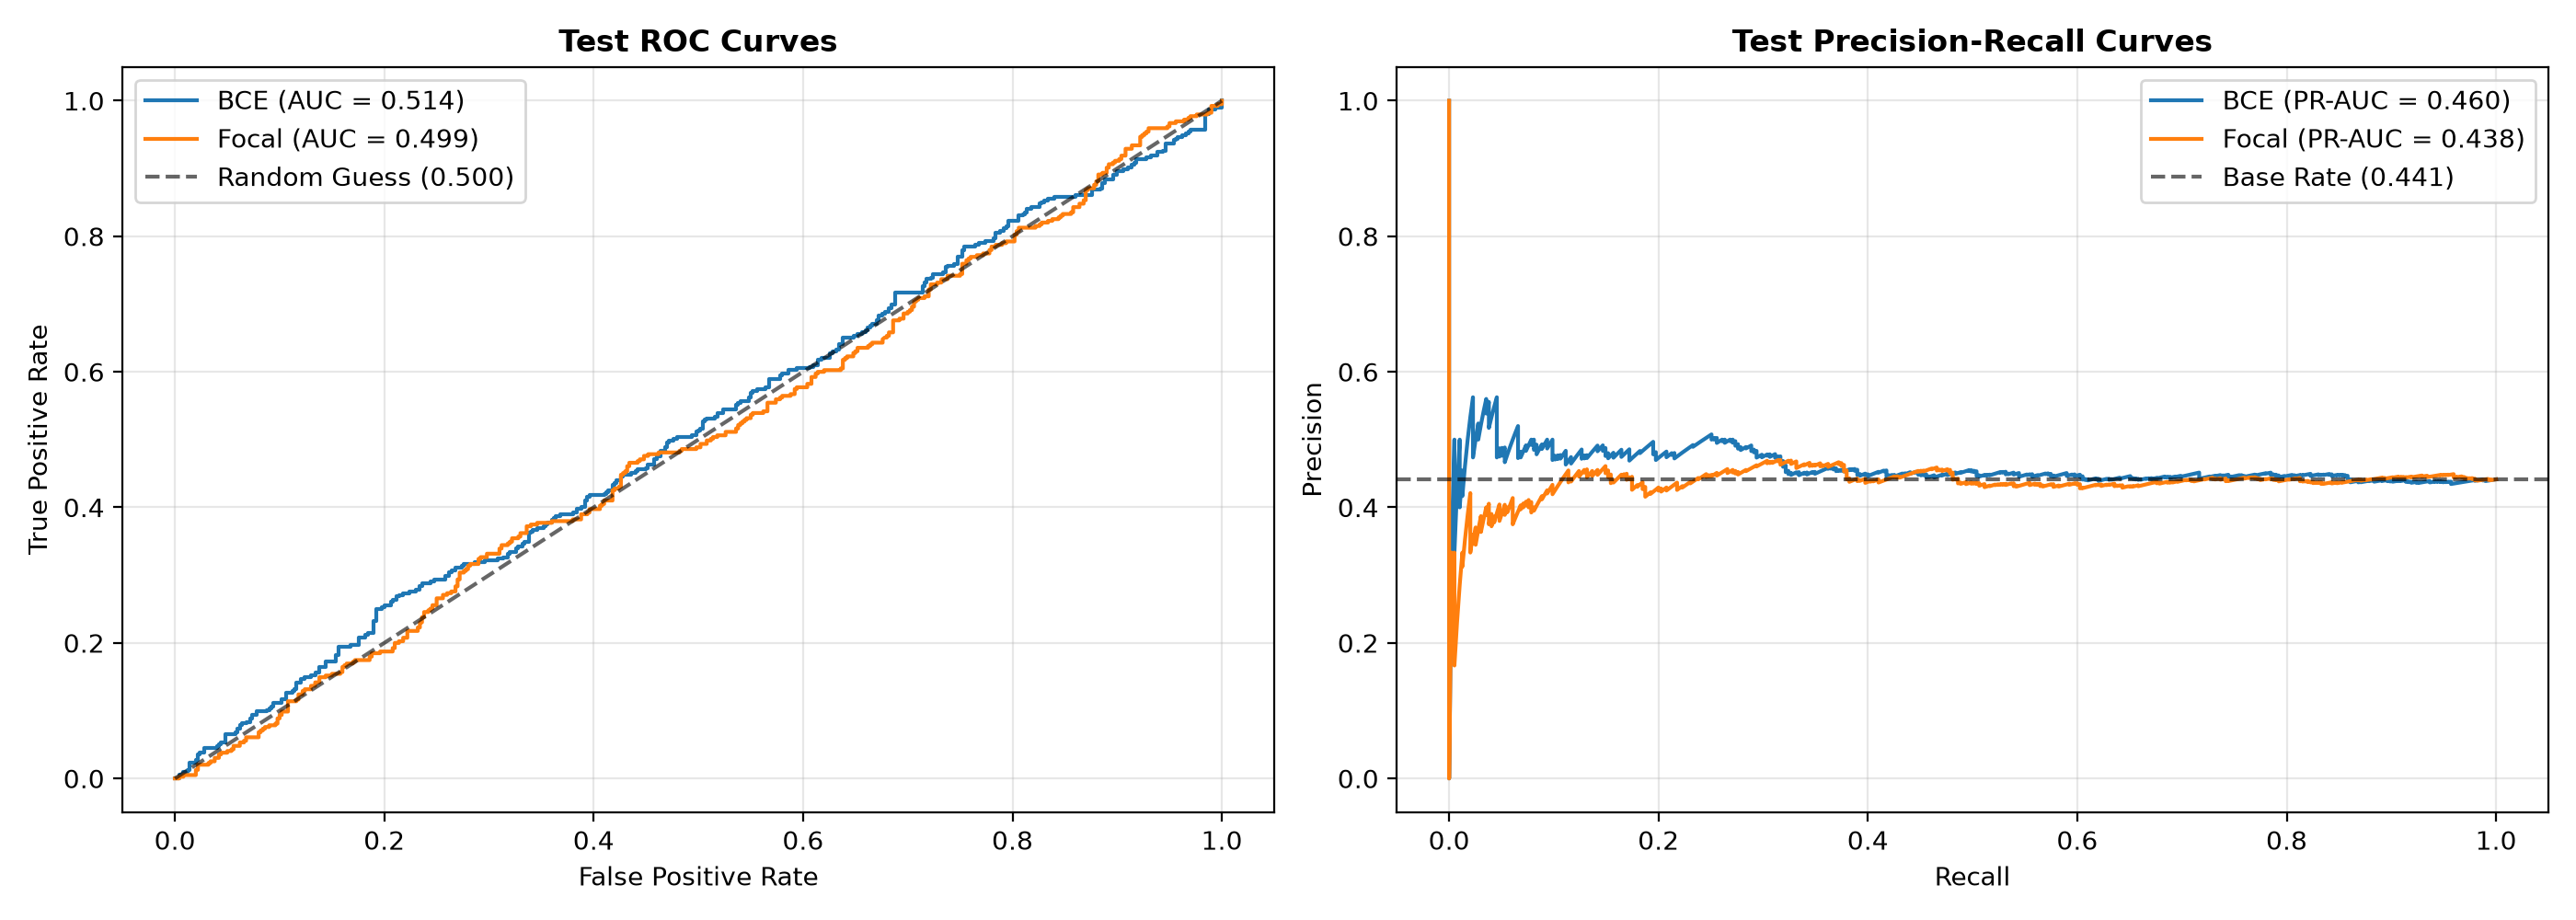 Test ROC Curves
BCE (AUC = 0.514)
Focal (AUC = 0.499)
Random Guess (0.500)
True Positive Rate
1.0
0.8
0.6
0.4
0.2
0.0
0.0 0.2 0.4 0.6 0.8 1.0
False Positive Rate
Test Precision-Recall Curves
BCE (PR-AUC = 0.460)
Focal (PR-AUC = 0.438)
Base Rate (0.441)
Precision
1.0
0.8
0.6
0.4
0.2
0.0
0.0 0.2 0.4 0.6 0.8 1.0
Recall